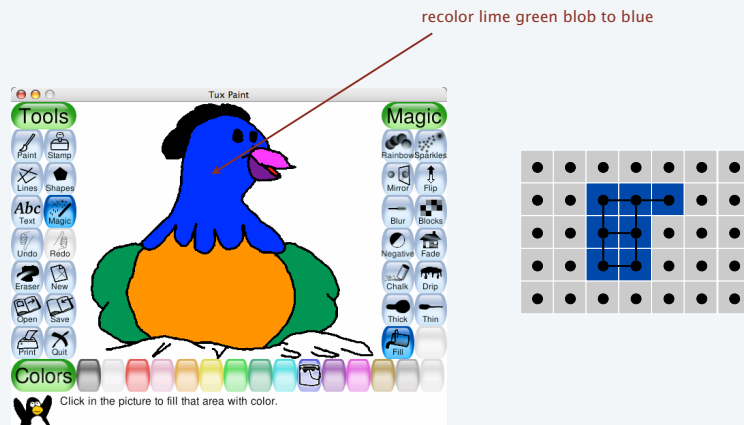 recolor lime green blob to blue
Tux Paint
Tools
Magic
Paint Stamp
Rainbow Sparkles
Lines Shapes
Mirror Flip
Abc
Text Magic
Blur Blocks
Undo Redo
Negative Fade
Eraser New
Chalk Drip
Open Save
Thick Thin
Print Quit
Fill
Colors
Click in the picture to fill that area with color.